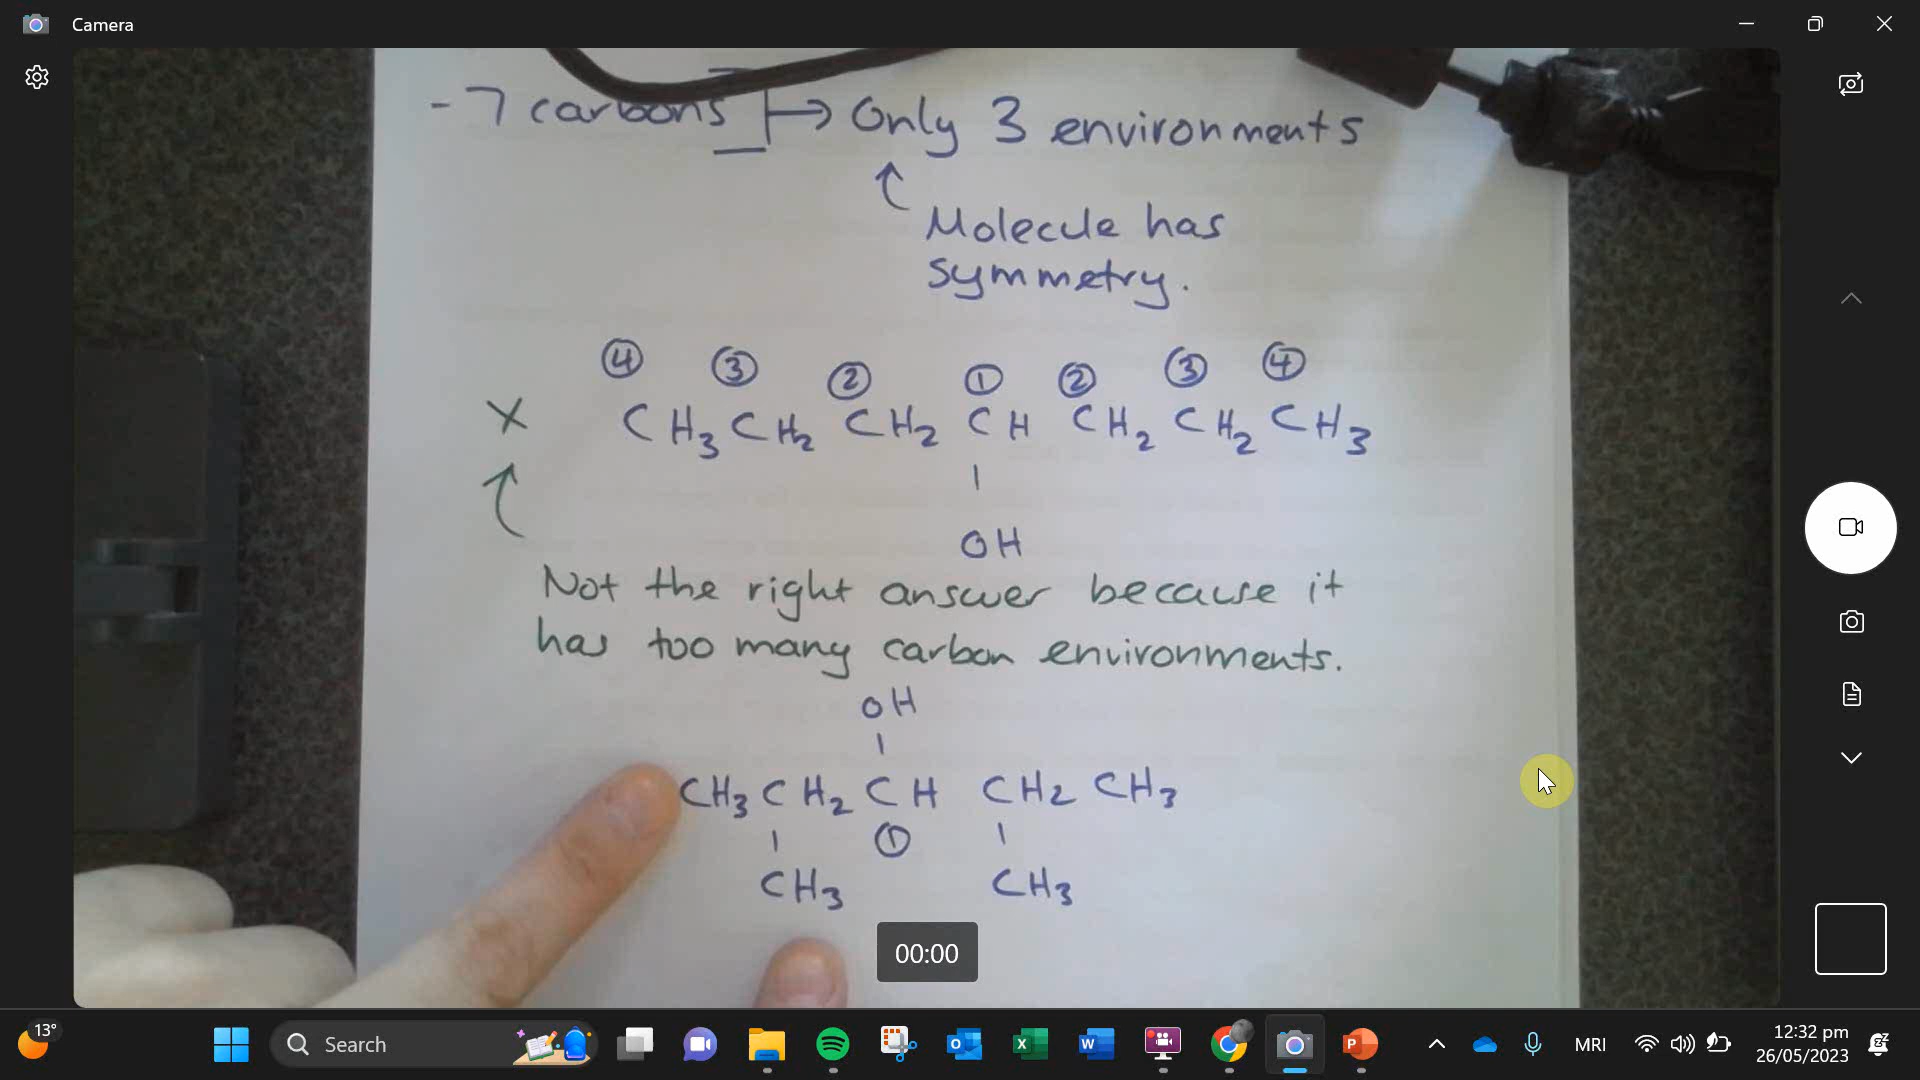 Camera
- 7 carbons → Only 3 environments
Molecule has
symmetry.
④ ③ ② ① ② ③ ④
X CH3 CH2 CH2 CH CH2 CH2 CH3
OH
Not the right answer because it
has too many carbon environments.
OH
CH3 CH2 CH CH2 CH3
①
CH3 CH3
00:00
13°
Search
MRI
12:32 pm
26/05/2023